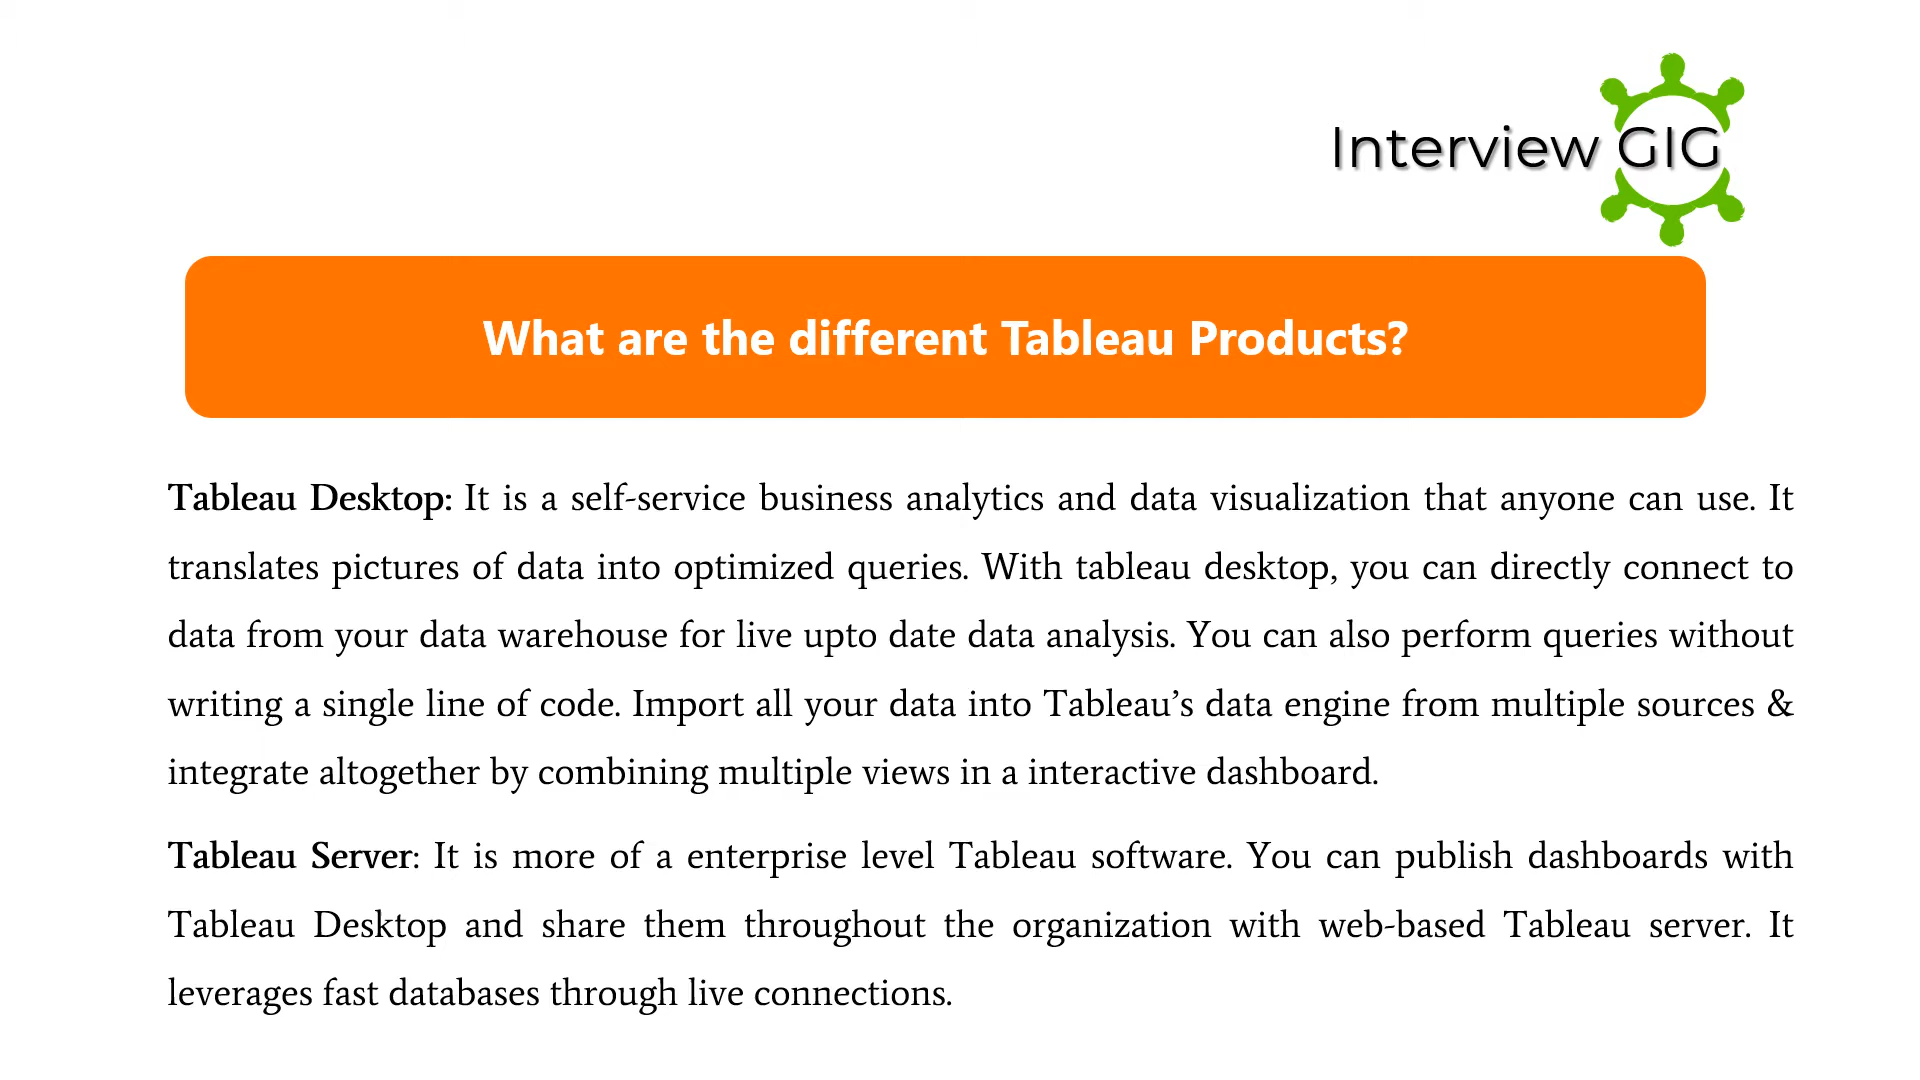 Interview GIG
What are the different Tableau Products?
Tableau Desktop: It is a self-service business analytics and data visualization that anyone can use. It
translates pictures of data into optimized queries. With tableau desktop, you can directly connect to
data from your data warehouse for live upto date data analysis. You can also perform queries without
writing a single line of code. Import all your data into Tableau’s data engine from multiple sources &
integrate altogether by combining multiple views in a interactive dashboard.
Tableau Server: It is more of a enterprise level Tableau software. You can publish dashboards with
Tableau Desktop and share them throughout the organization with web-based Tableau server. It
leverages fast databases through live connections.